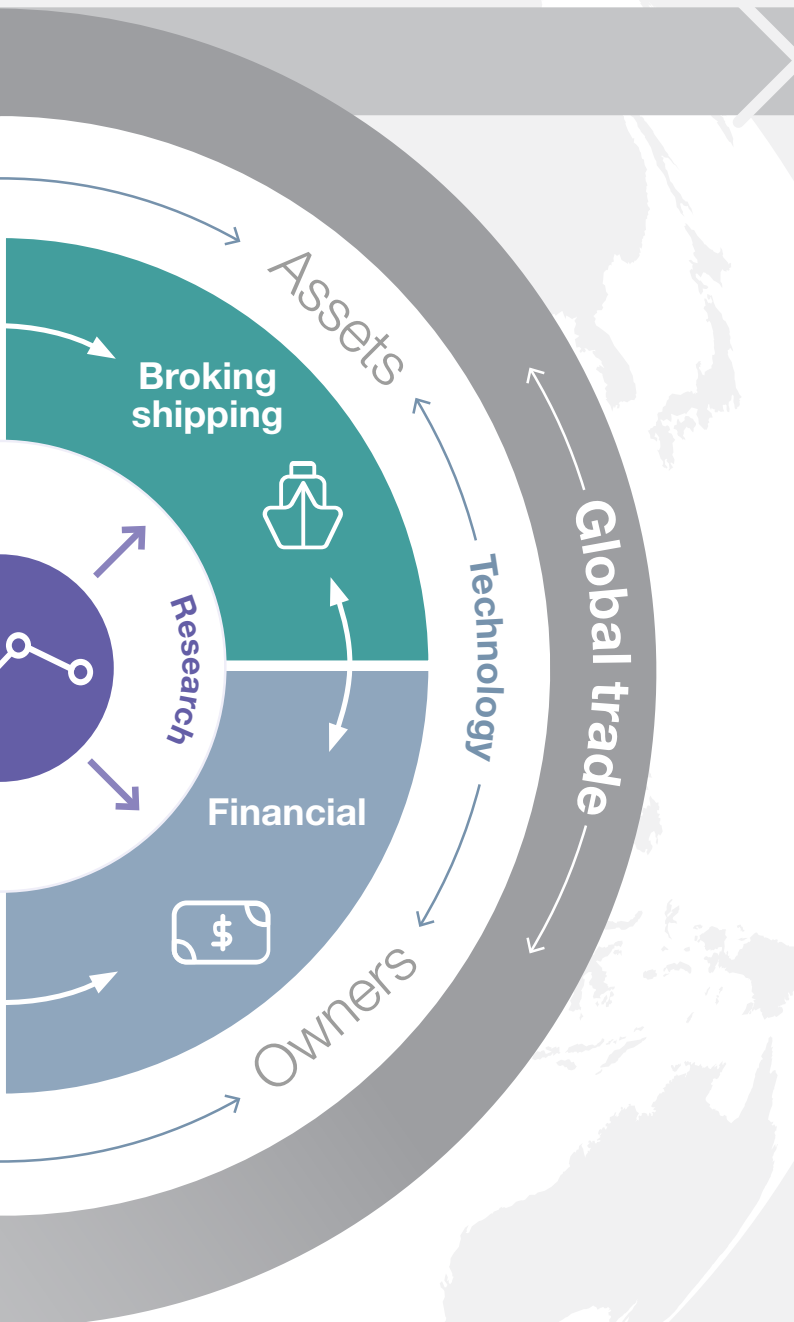 Assets
Broking
shipping
Technology
Global trade
Research
Financial
$
Owners